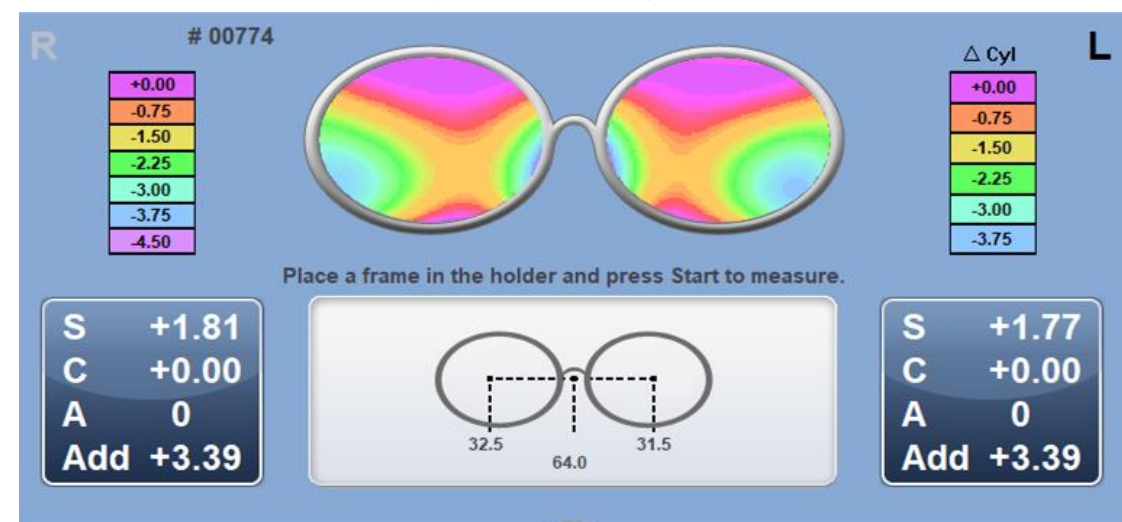 R
# 00774
Δ Cyl
L
+0.00
-0.75
-1.50
-2.25
-3.00
-3.75
-4.50
+0.00
-0.75
-1.50
-2.25
-3.00
-3.75
Place a frame in the holder and press Start to measure.
S +1.81
C +0.00
A 0
Add +3.39
32.5
64.0
31.5
S +1.77
C +0.00
A 0
Add +3.39